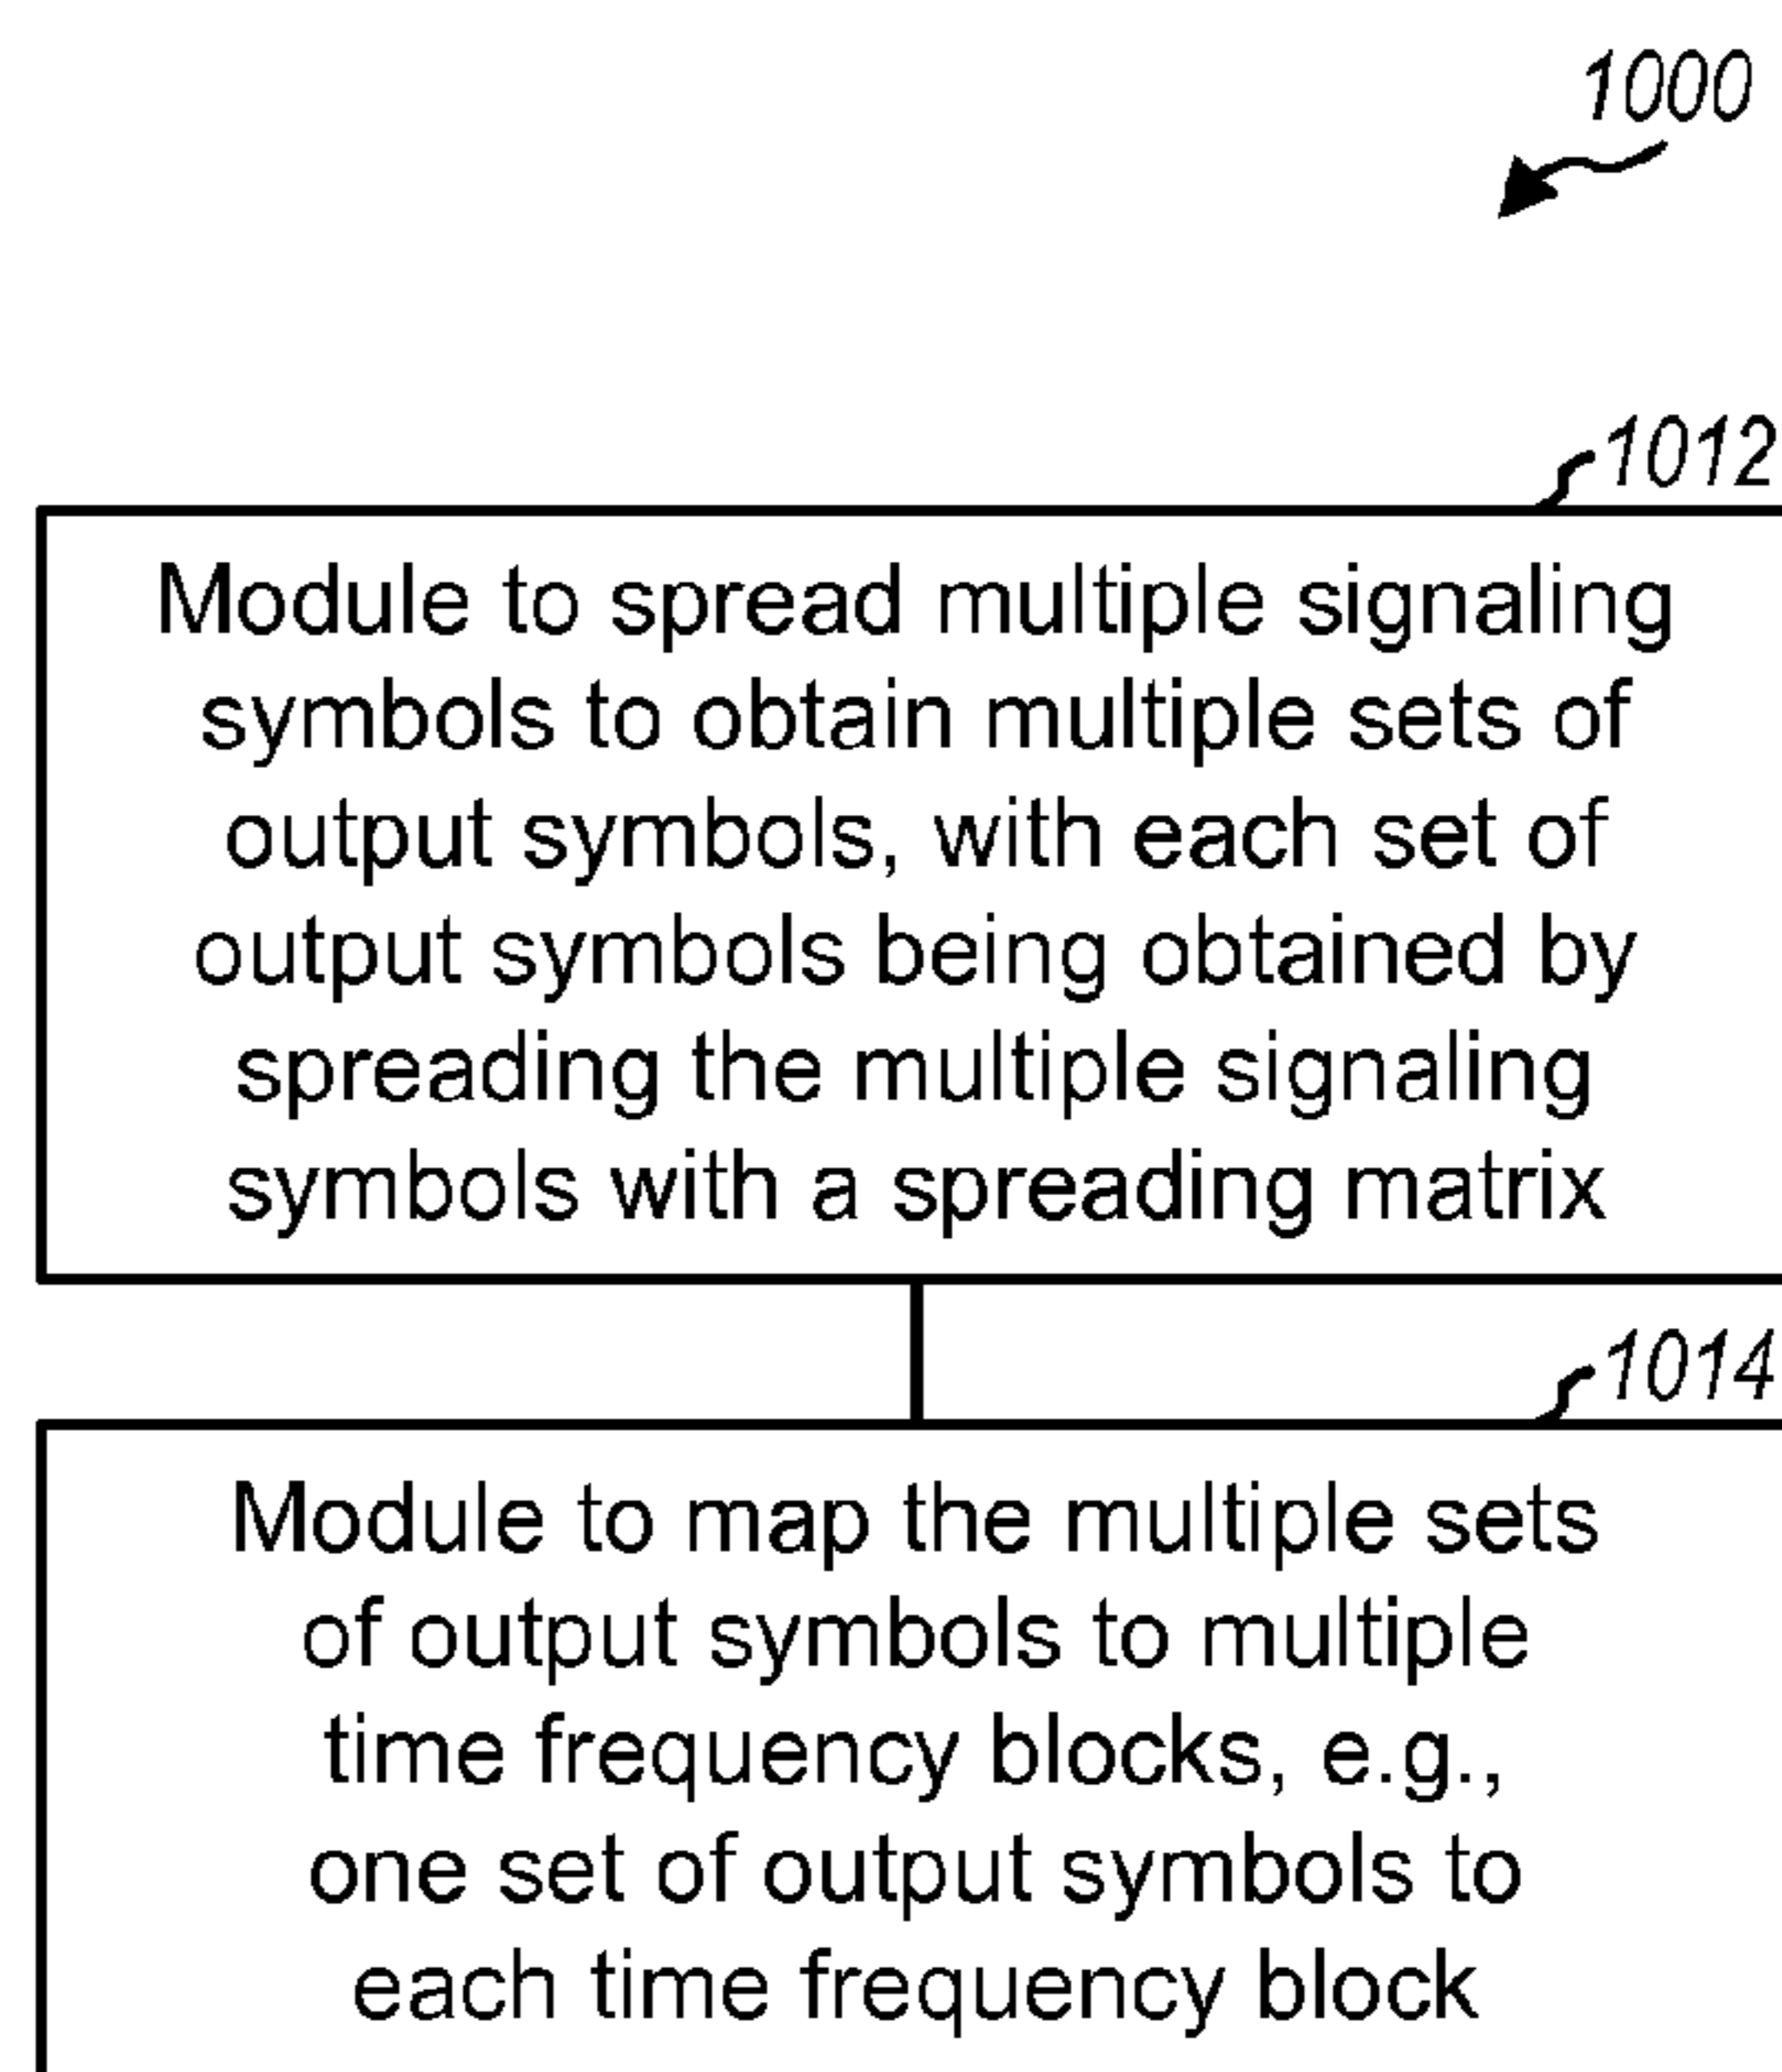 1000
1012
Module to spread multiple signaling
symbols to obtain multiple sets of
output symbols, with each set of
output symbols being obtained by
spreading the multiple signaling
symbols with a spreading matrix
1014
Module to map the multiple sets
of output symbols to multiple
time frequency blocks, e.g.,
one set of output symbols to
each time frequency block